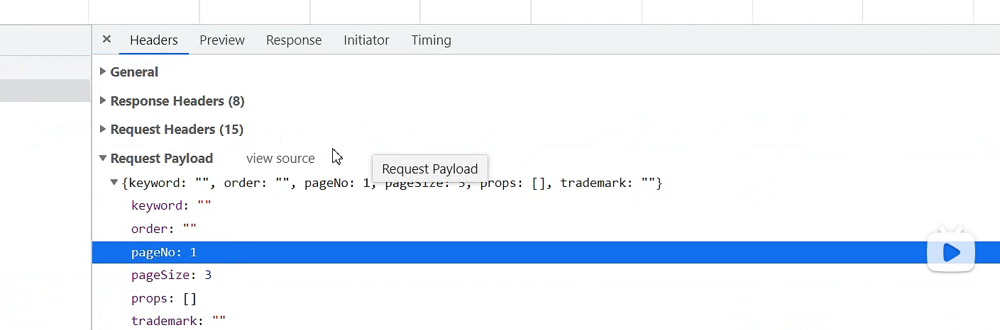 × Headers Preview Response Initiator Timing
General
Response Headers (8)
Request Headers (15)
Request Payload view source
Request Payload
{keyword: "", order: "", pageNo: 1, pageSize: 3, props: [], trademark: ""}
keyword: ""
order: ""
pageNo: 1
pageSize: 3
props: []
trademark: ""